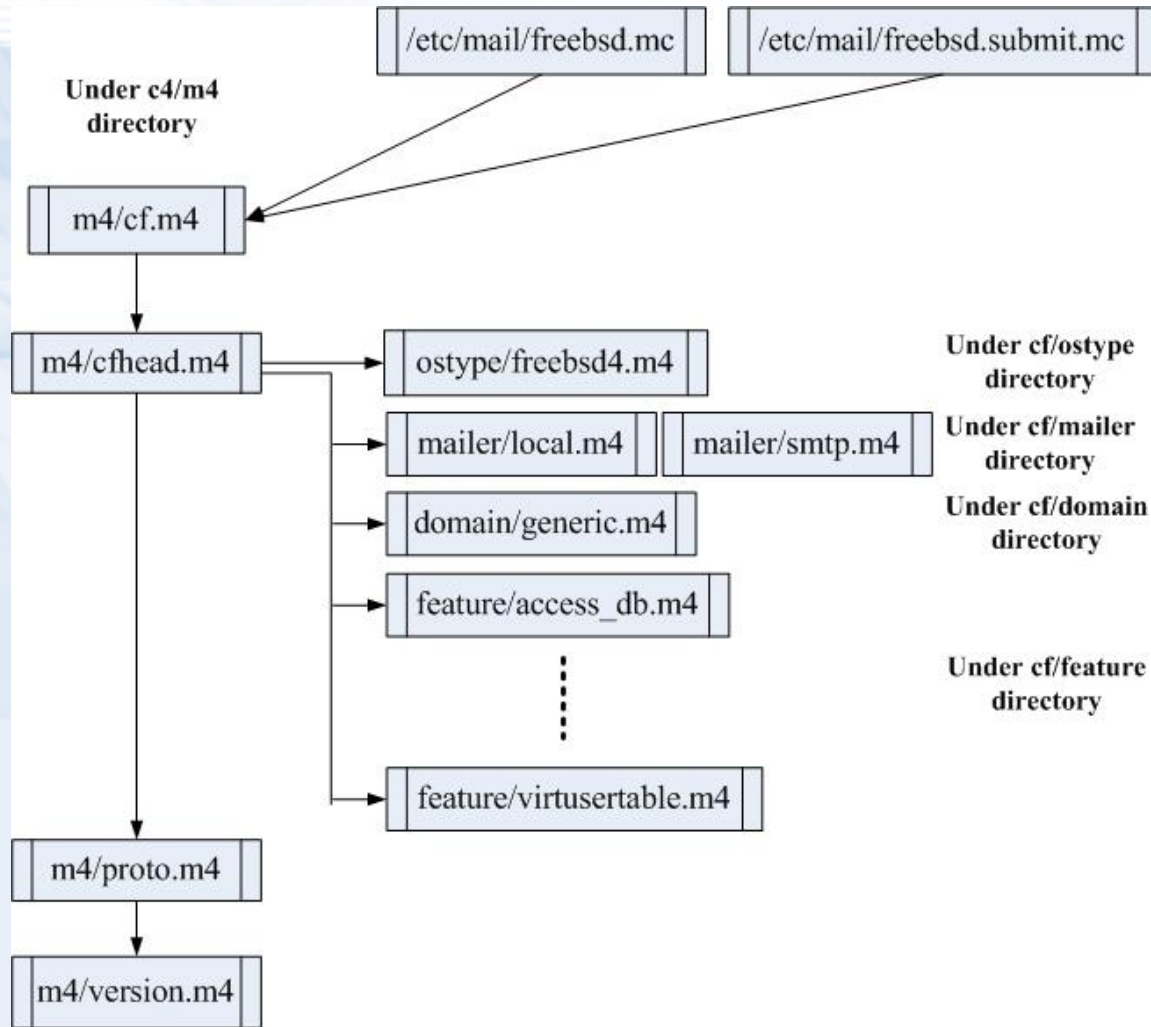 /etc/mail/freebsd.mc
/etc/mail/freebsd.submit.mc
Under c4/m4
directory
m4/cf.m4
m4/cfhead.m4
ostype/freebsd4.m4
Under cf/ostype
directory
mailer/local.m4
mailer/smtp.m4
Under cf/mailer
directory
domain/generic.m4
Under cf/domain
directory
feature/access_db.m4
Under cf/feature
directory
feature/virtusertable.m4
m4/proto.m4
m4/version.m4